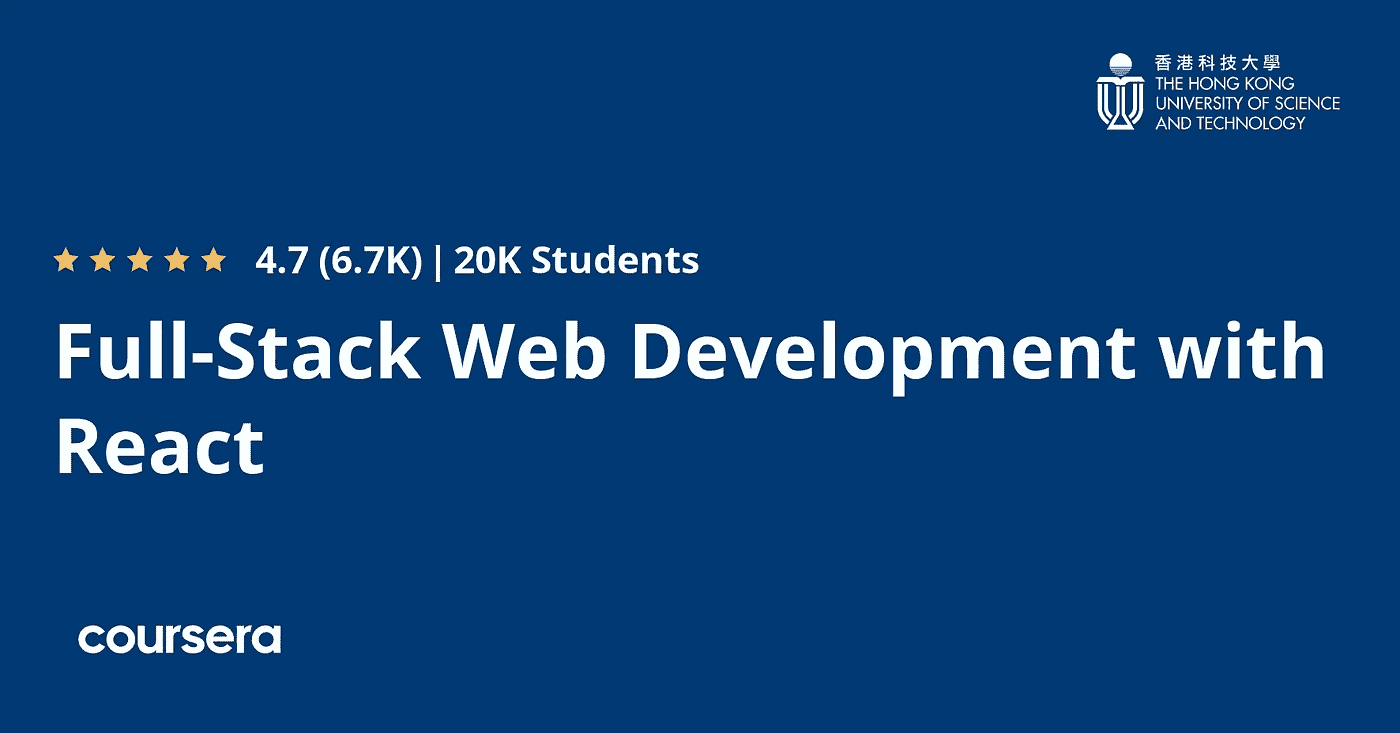 香港科技大學
THE HONG KONG
UNIVERSITY OF SCIENCE
AND TECHNOLOGY
4.7 (6.7K) | 20K Students
Full-Stack Web Development with
React
coursera